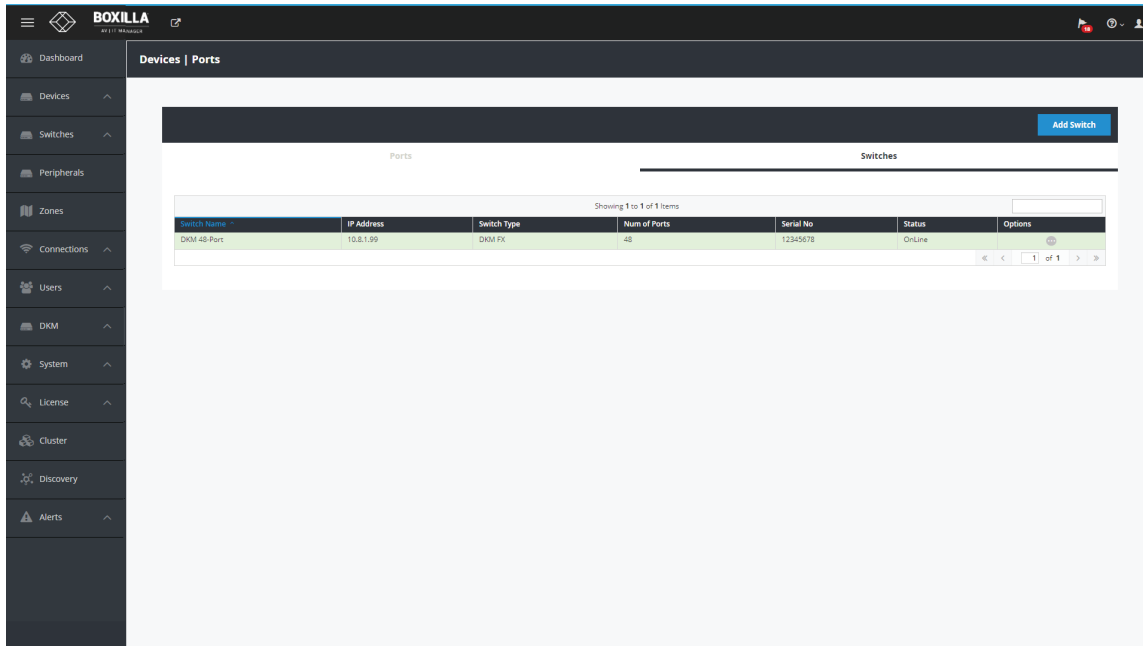 BOXILLA
AV | IT MANAGER
18
Dashboard
Devices | Ports
Devices
Switches
Add Switch
Ports
Switches
Peripherals
Zones
Showing 1 to 1 of 1 Items
Switch Name
IP Address
Switch Type
Num of Ports
Serial No
Status
Options
DKM 48-Port
10.8.1.99
DKM FX
48
12345678
OnLine
Connections
1 of 1
Users
DKM
System
License
Cluster
Discovery
Alerts